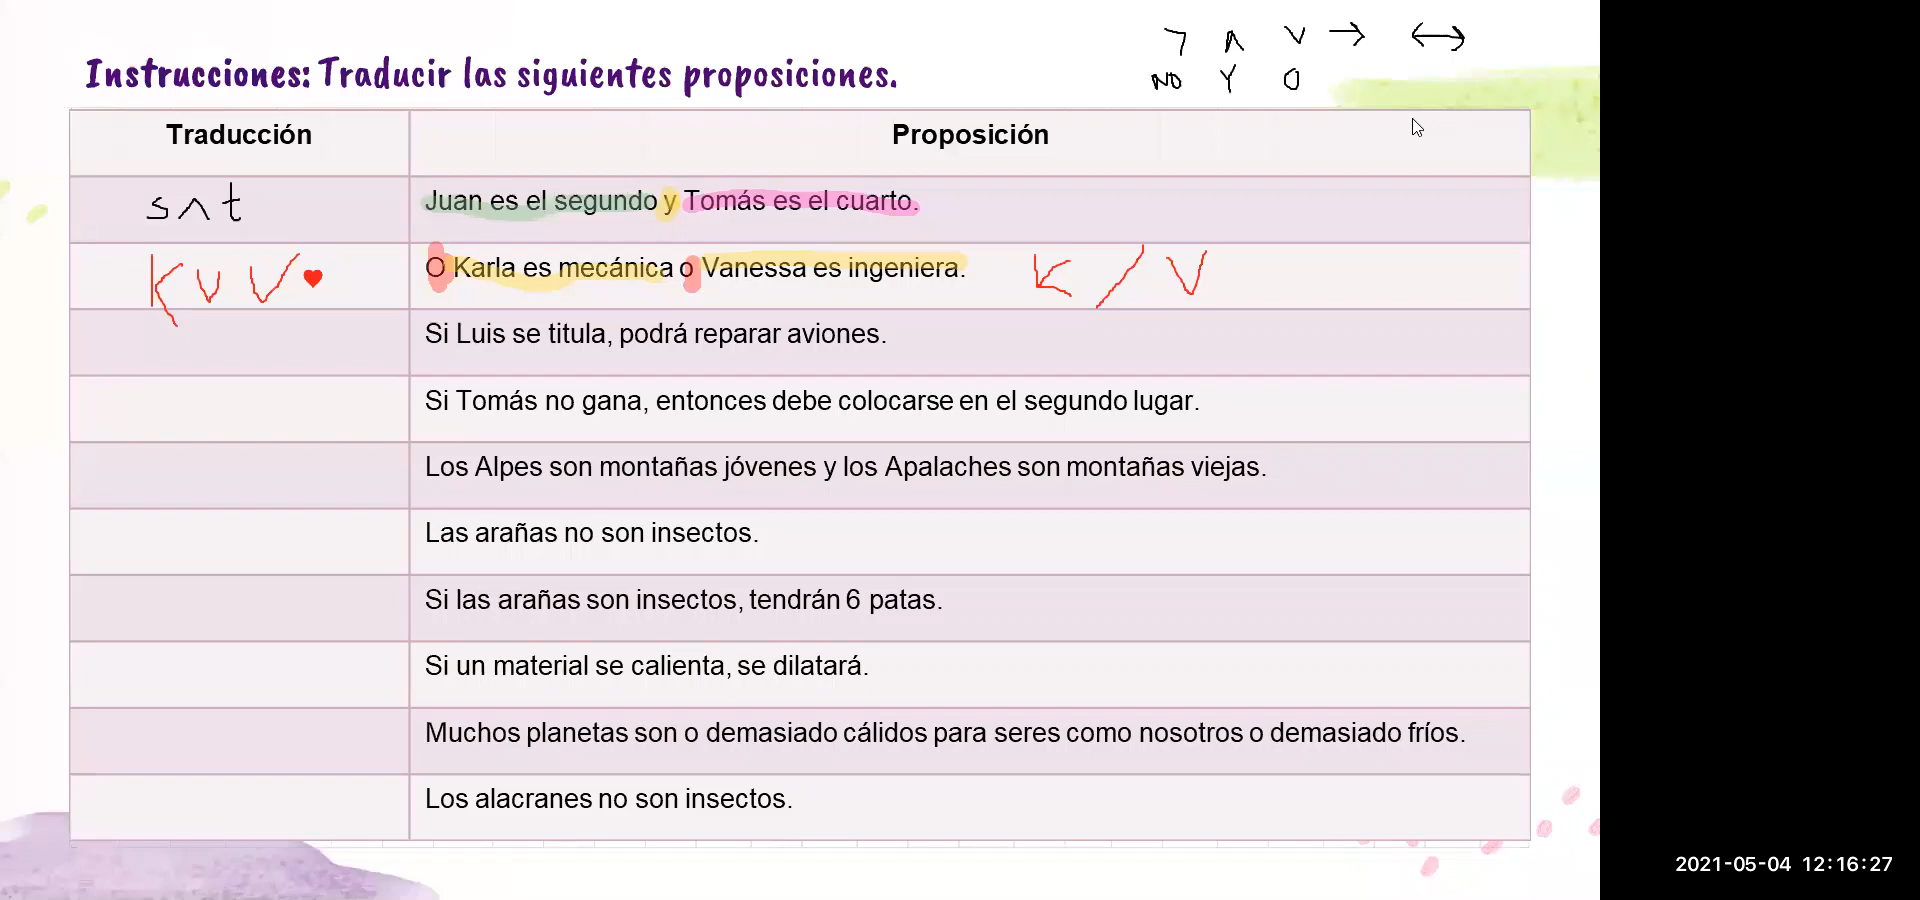 ¬ ∧ ∨ → ↔
NO Y O
Instrucciones: Traducir las siguientes proposiciones.
Traducción Proposición
s ∧ t Juan es el segundo y Tomás es el cuarto.
K ∨ V O Karla es mecánica o Vanessa es ingeniera. K / V
Si Luis se titula, podrá reparar aviones.
Si Tomás no gana, entonces debe colocarse en el segundo lugar.
Los Alpes son montañas jóvenes y los Apalaches son montañas viejas.
Las arañas no son insectos.
Si las arañas son insectos, tendrán 6 patas.
Si un material se calienta, se dilatará.
Muchos planetas son o demasiado cálidos para seres como nosotros o demasiado fríos.
Los alacranes no son insectos.
2021-05-04 12:16:27